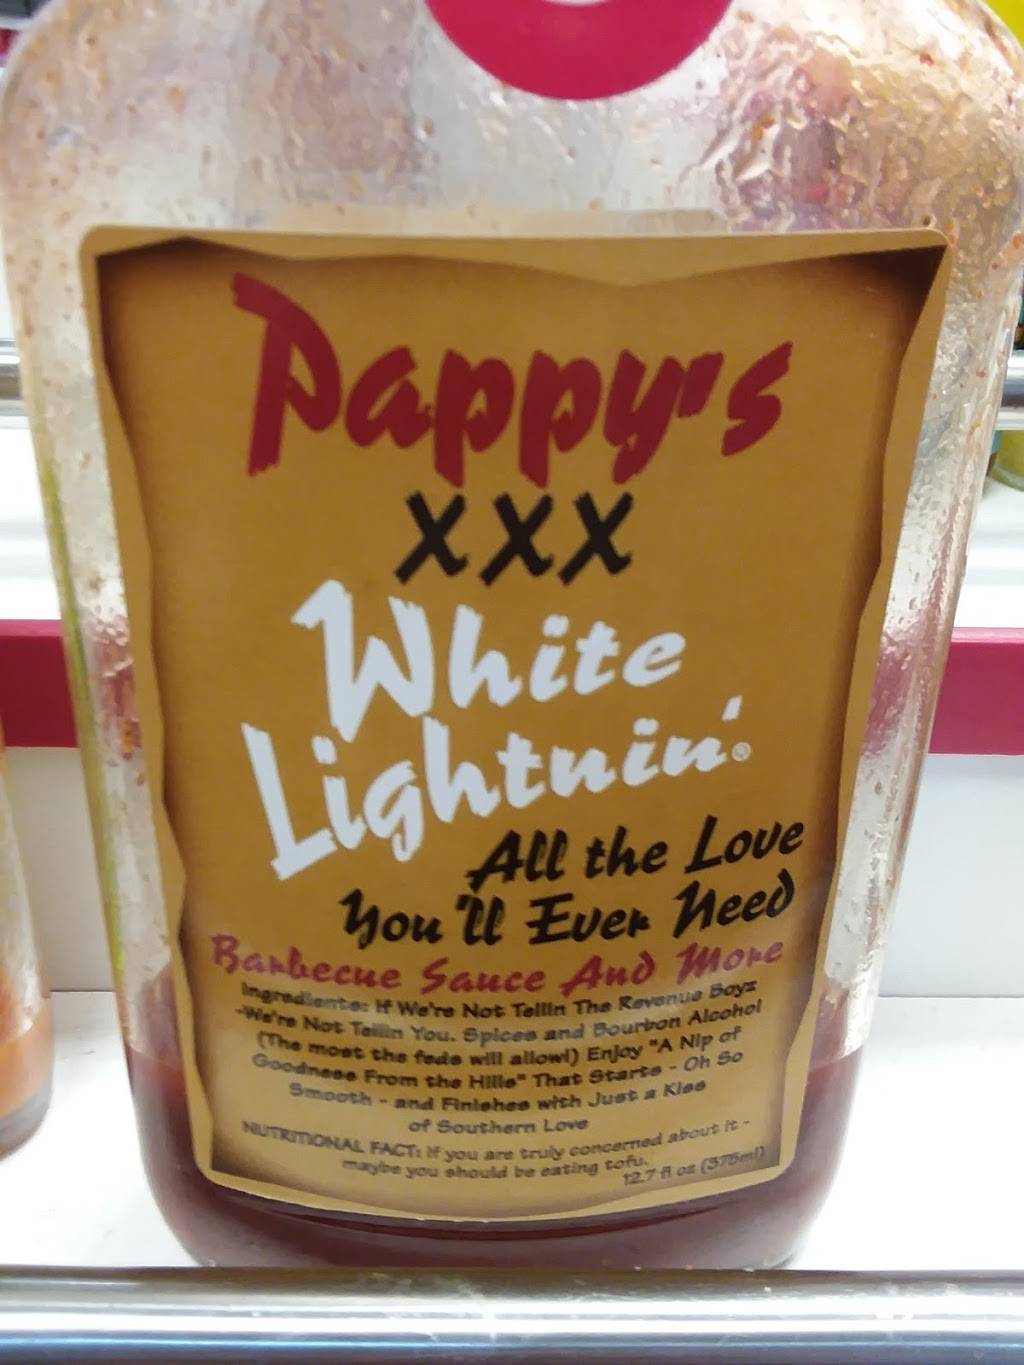 Pappy's
XXX
White
Lightnin'®
All the Love
You'll Ever Need
Barbecue Sauce And More
Ingredients: If We're Not Tellin The Revenue Boyz
-We're Not Tellin You. Spices and Bourbon Alcohol
(The most the feds will allow!) Enjoy "A Nip of
Goodness From the Hills" That Starts - Oh So
Smooth - and Finishes with Just a Kiss
of Southern Love
NUTRITIONAL FACT: If you are truly concerned about it -
maybe you should be eating tofu.
12.7 fl oz (375ml)